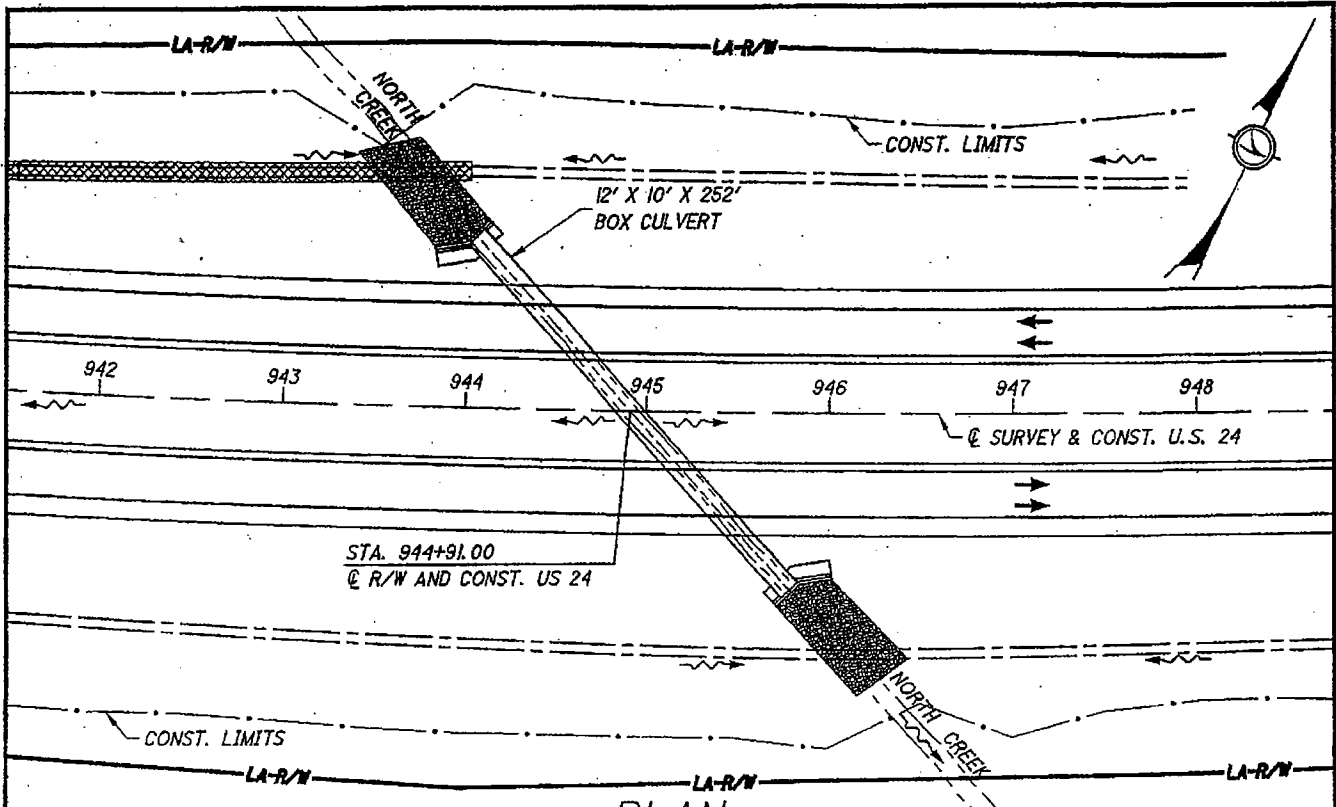 LA-R/W
LA-R/W
NORTH
CREEK
CONST. LIMITS
12' X 10' X 252'
BOX CULVERT
942
943
944
945
946
947
948
℄ SURVEY & CONST. U.S. 24
STA. 944+91.00
℄ R/W AND CONST. US 24
NORTH
CREEK
CONST. LIMITS
LA-R/W
LA-R/W
LA-R/W
PLAN